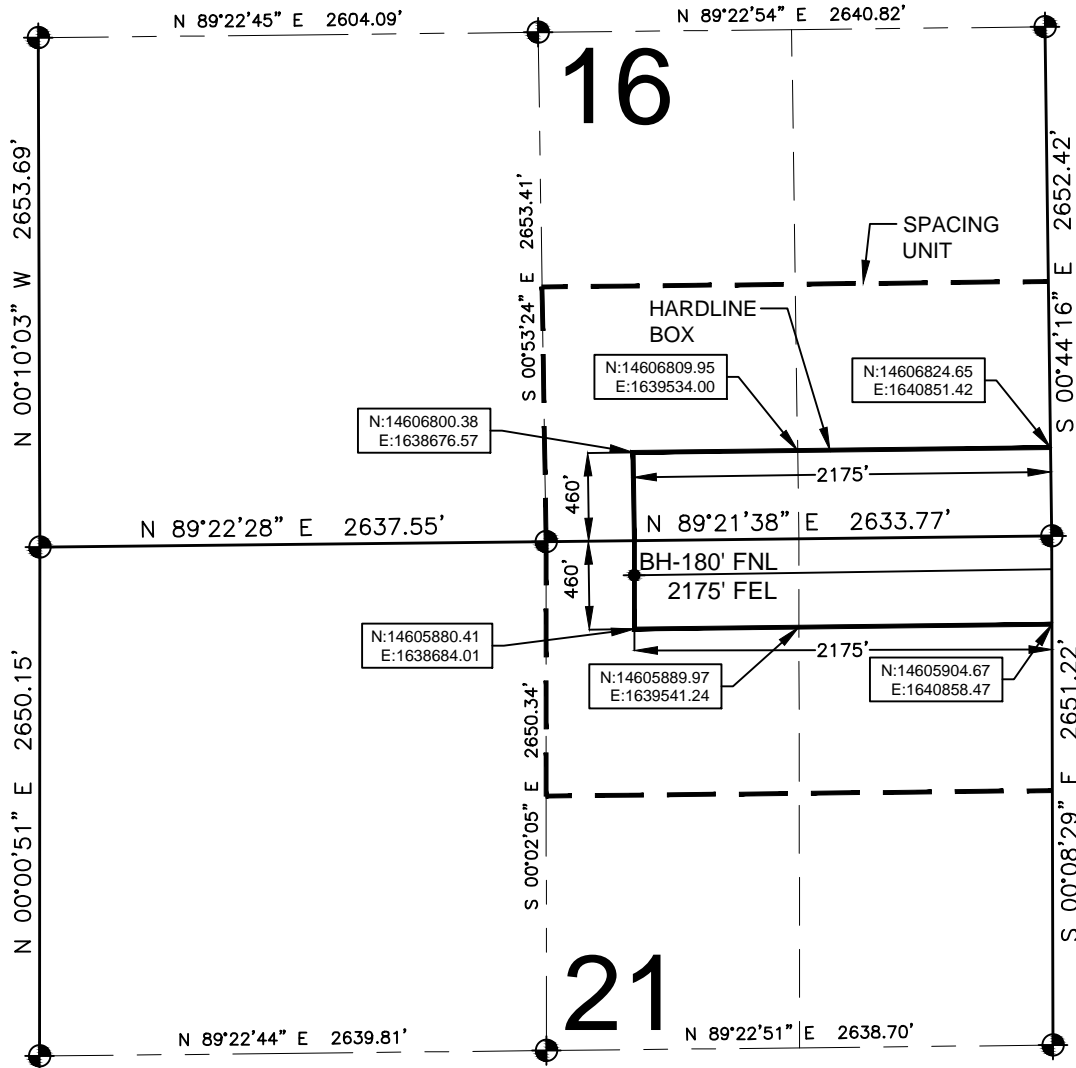 N 89°22'45" E 2604.09'
N 89°22'54" E 2640.82'
16
N 00°10'03" W 2653.69'
S 00°53'24" E 2653.41'
S 00°44'16" E 2652.42'
SPACING
UNIT
HARDLINE
BOX
N:14606809.95
E:1639534.00
N:14606824.65
E:1640851.42
N:14606800.38
E:1638676.57
2175'
460'
N 89°22'28" E 2637.55'
N 89°21'38" E 2633.77'
BH-180' FNL
2175' FEL
460'
N:14605880.41
E:1638684.01
2175'
N:14605889.97
E:1639541.24
N:14605904.67
E:1640858.47
N 00°00'51" E 2650.15'
S 00°02'05" E 2650.34'
S 00°08'29" E 2651.22'
21
N 89°22'44" E 2639.81'
N 89°22'51" E 2638.70'